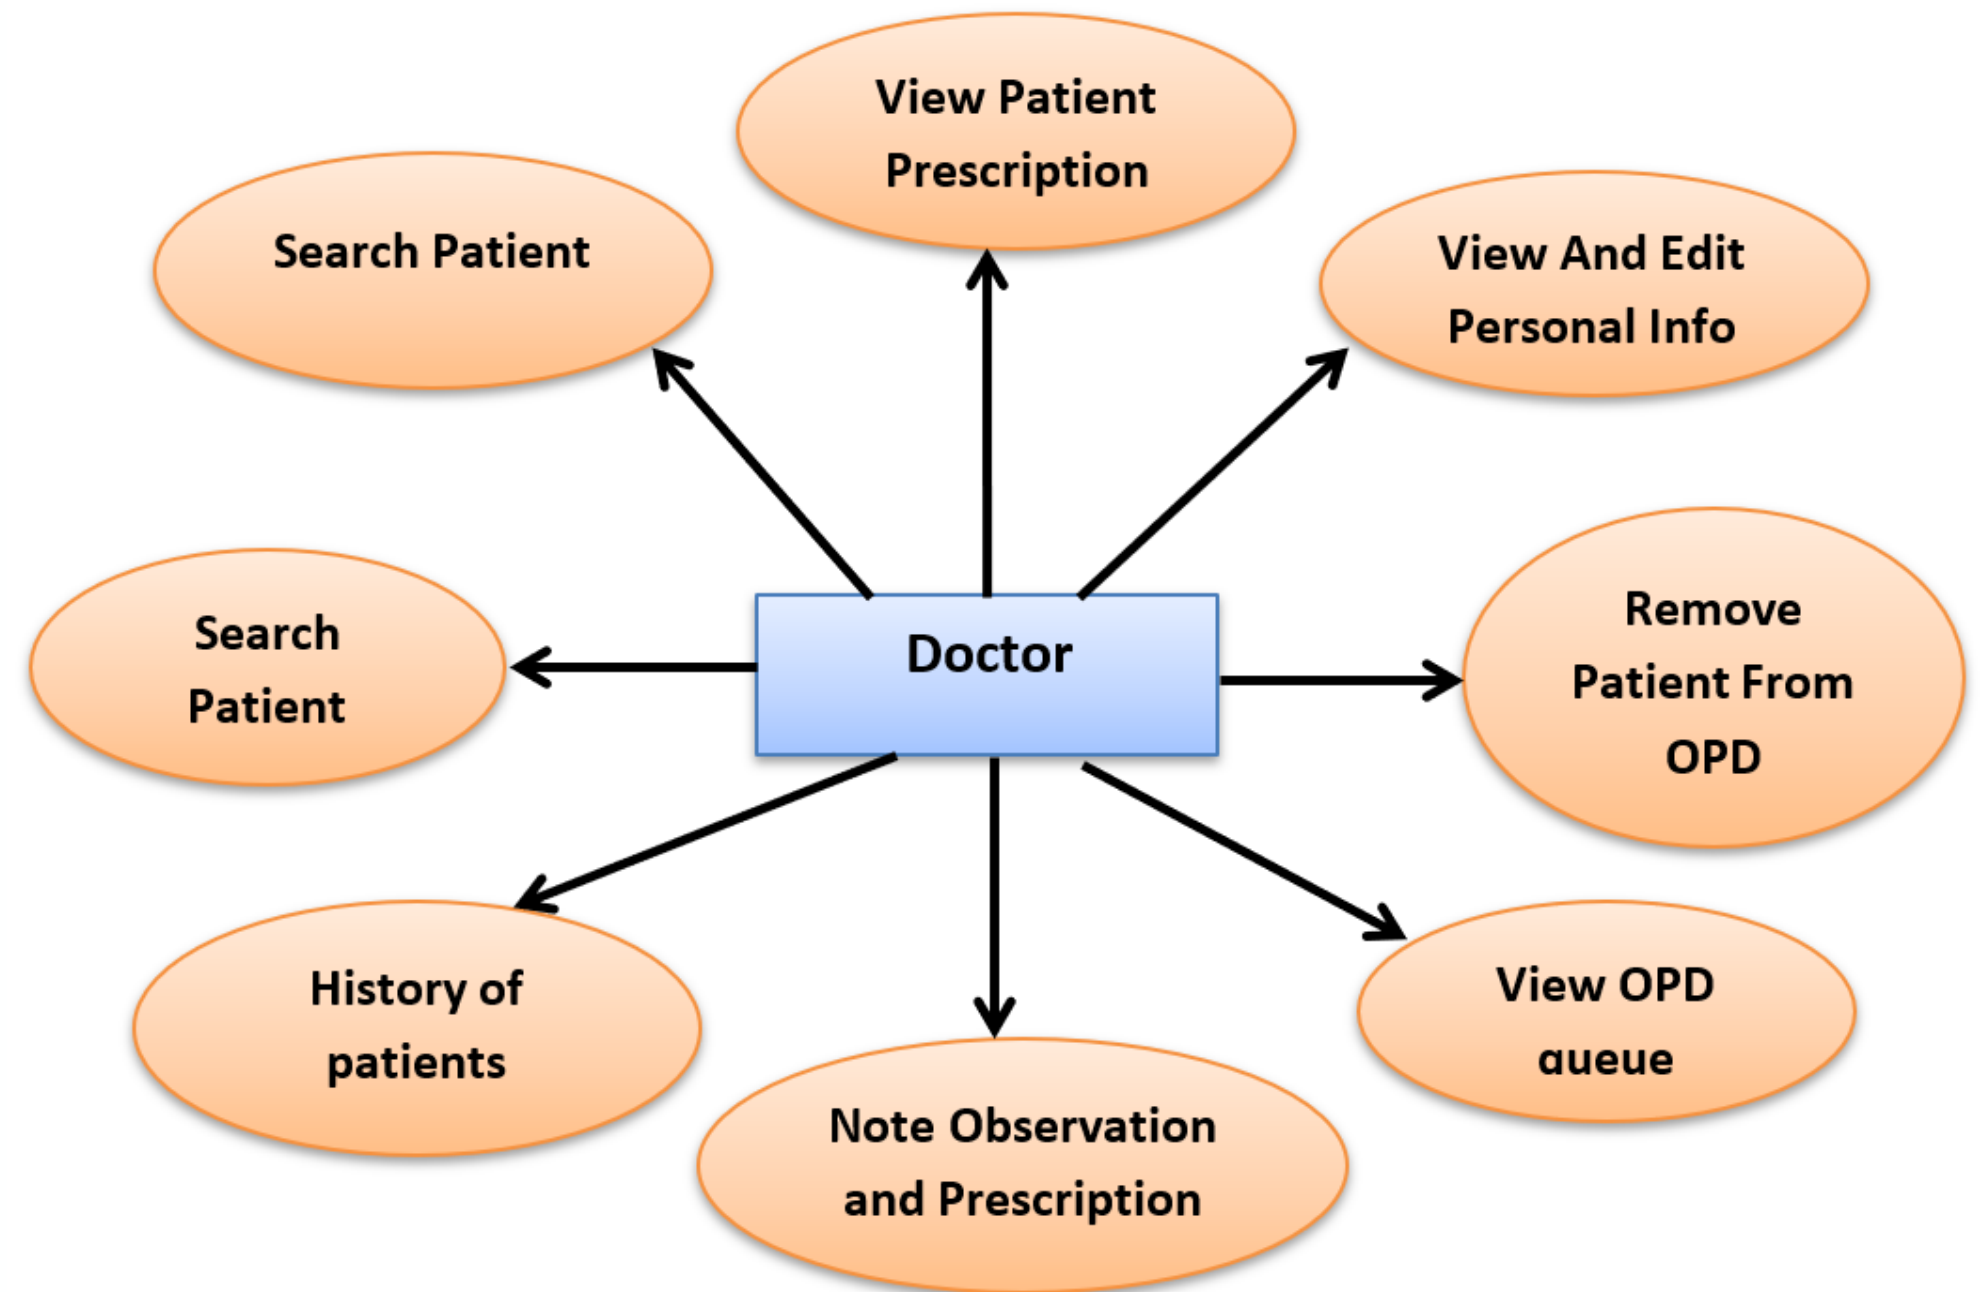 View Patient
Prescription
Search Patient
View And Edit
Personal Info
Search
Patient
Doctor
Remove
Patient From
OPD
History of
patients
View OPD
queue
Note Observation
and Prescription